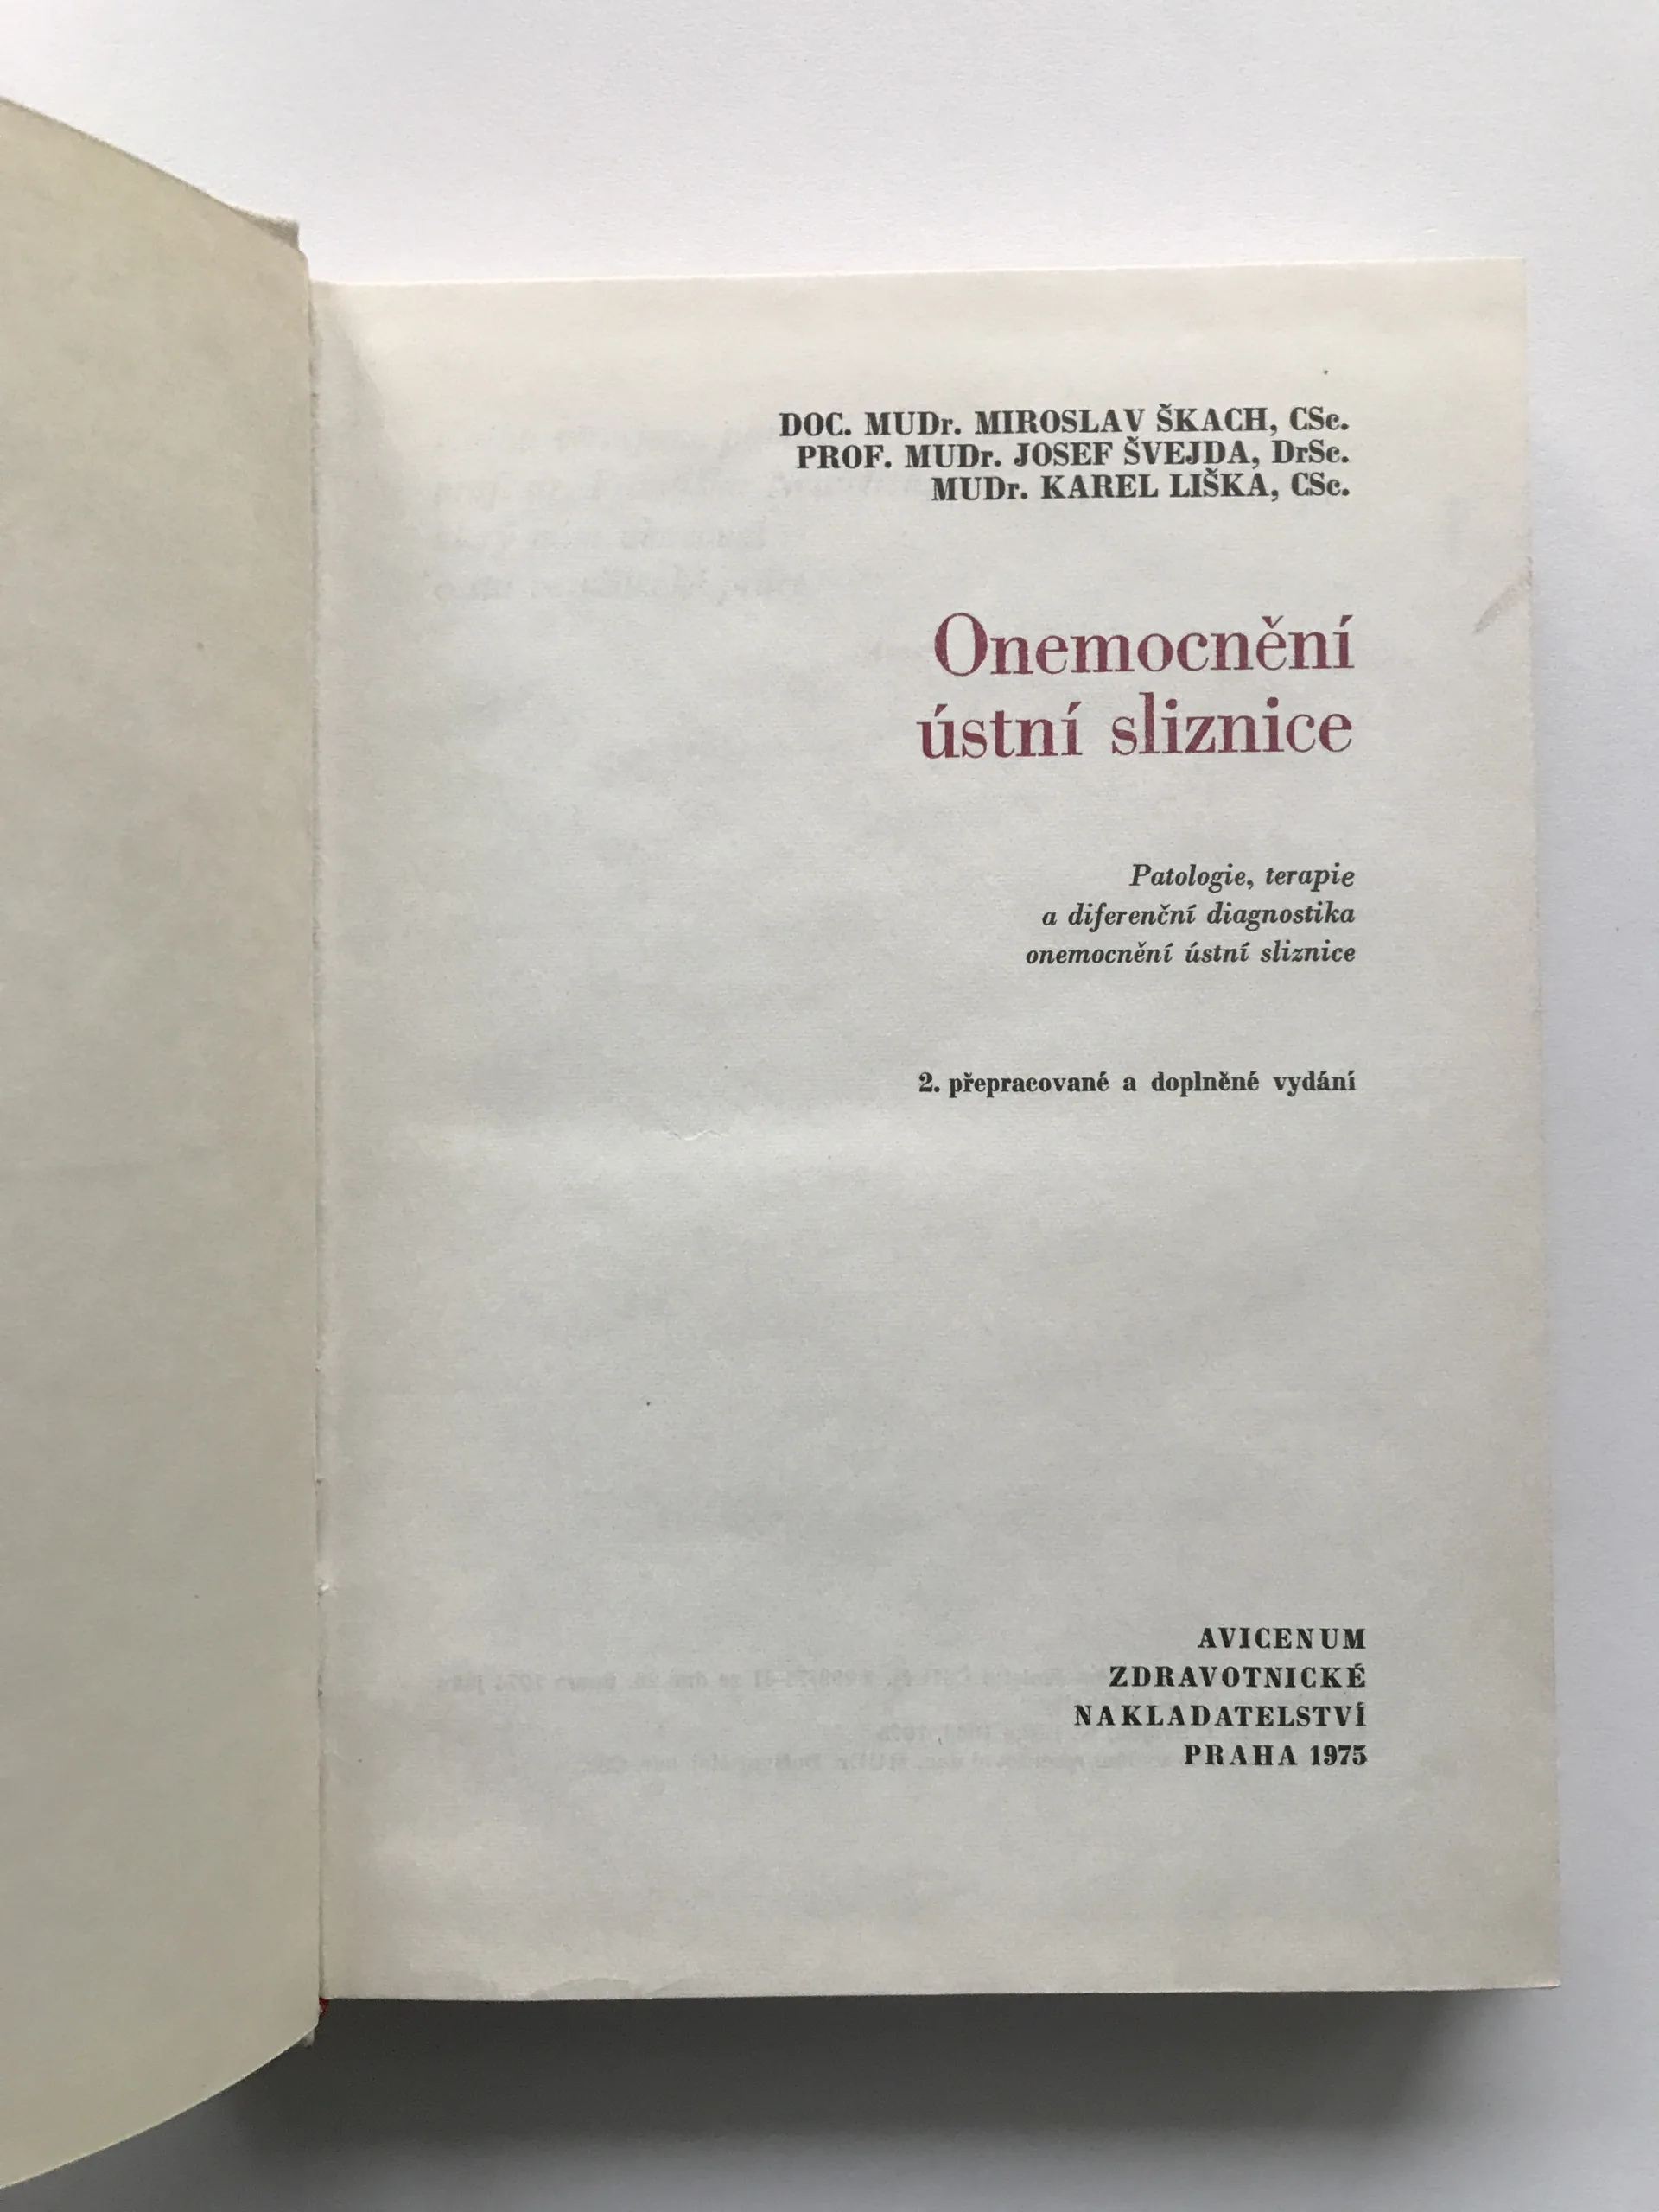 DOC. MUDr. MIROSLAV ŠKACH, CSc.
PROF. MUDr. JOSEF ŠVEJDA, DrSc.
MUDr. KAREL LIŠKA, CSc.
Onemocnění
ústní sliznice
Patologie, terapie
a diferenční diagnostika
onemocnění ústní sliznice
2. přepracované a doplněné vydání
AVICENUM
ZDRAVOTNICKÉ
NAKLADATELSTVÍ
PRAHA 1975